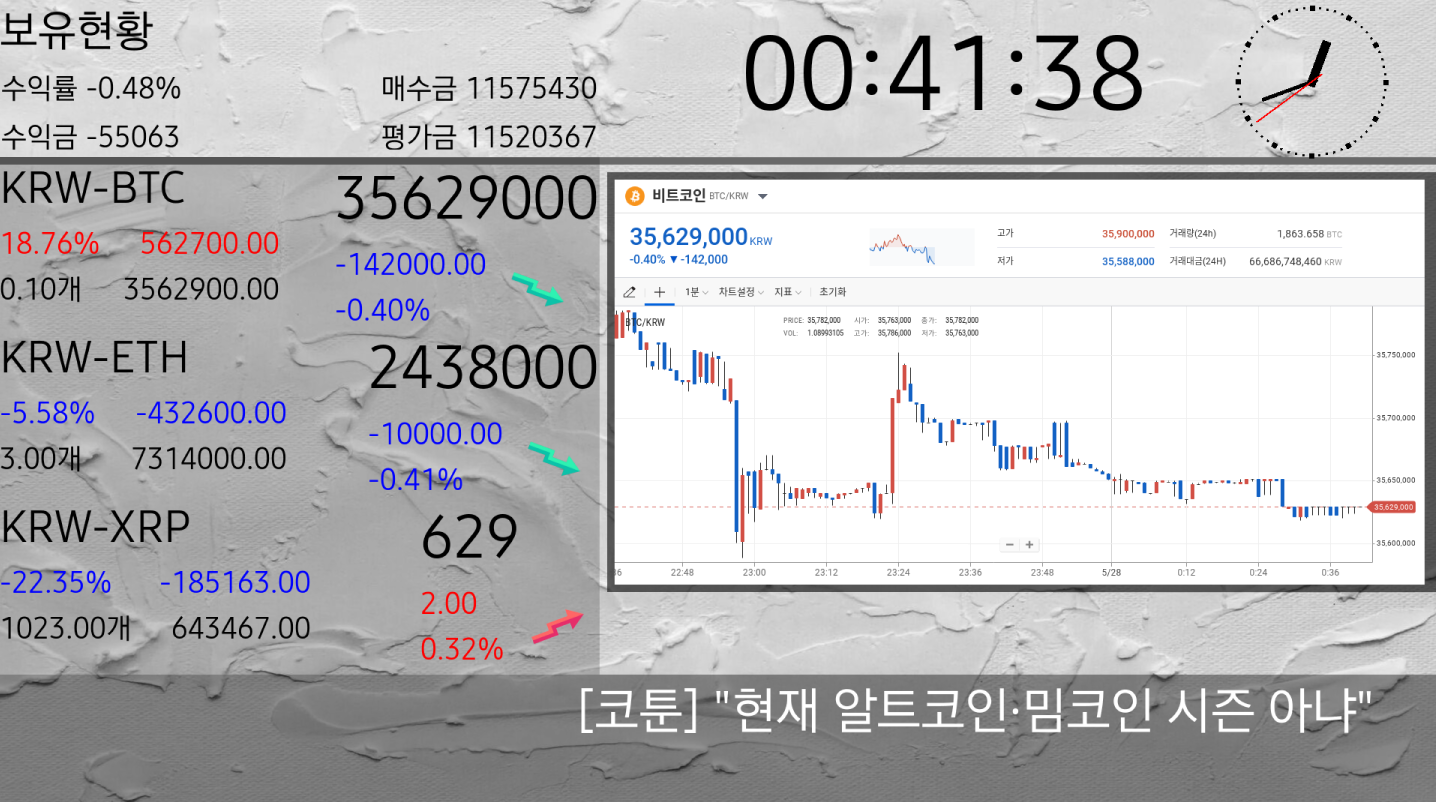 보유현황
수익률 -0.48% 매수금 11575430
수익금 -55063 평가금 11520367
00:41:38
KRW-BTC 35629000
18.76% 562700.00 -142000.00
0.10개 3562900.00 -0.40%
KRW-ETH 2438000
-5.58% -432600.00 -10000.00
3.00개 7314000.00 -0.41%
KRW-XRP 629
-22.35% -185163.00 2.00
1023.00개 643467.00 0.32%
비트코인 BTC/KRW
35,629,000 KRW
-0.40% ▼ -142,000
고가 35,900,000 거래량(24h) 1,863.658 BTC
저가 35,588,000 거래대금(24H) 66,686,748,460 KRW
1분 차트설정 지표 초기화
BTC/KRW
PRICE: 35,782,000 시가: 35,763,000 종가: 35,782,000
VOL: 1.08993105 고가: 35,786,000 저가: 35,763,000
35,750,000
35,700,000
35,650,000
35,629,000
35,600,000
22:48 23:00 23:12 23:24 23:36 23:48 5/28 0:12 0:24 0:36
[코툰] "현재 알트코인·밈코인 시즌 아냐"